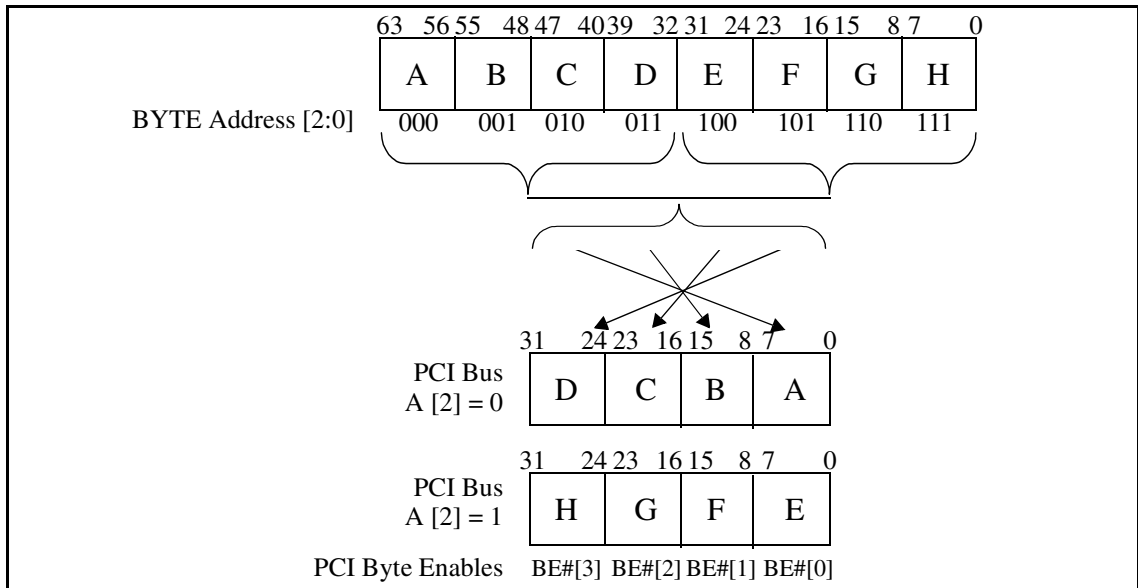 63 56 55 48 47 40 39 32 31 24 23 16 15 8 7 0
A B C D E F G H
BYTE Address [2:0] 000 001 010 011 100 101 110 111
31 24 23 16 15 8 7 0
PCI Bus
A [2] = 0
D C B A
31 24 23 16 15 8 7 0
PCI Bus
A [2] = 1
H G F E
PCI Byte Enables BE#[3] BE#[2] BE#[1] BE#[0]